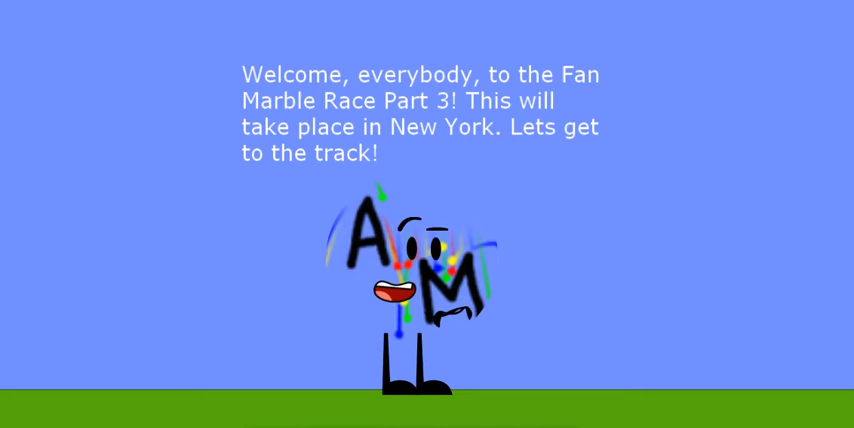 Welcome, everybody, to the Fan
Marble Race Part 3! This will
take place in New York. Lets get
to the track!
A
M